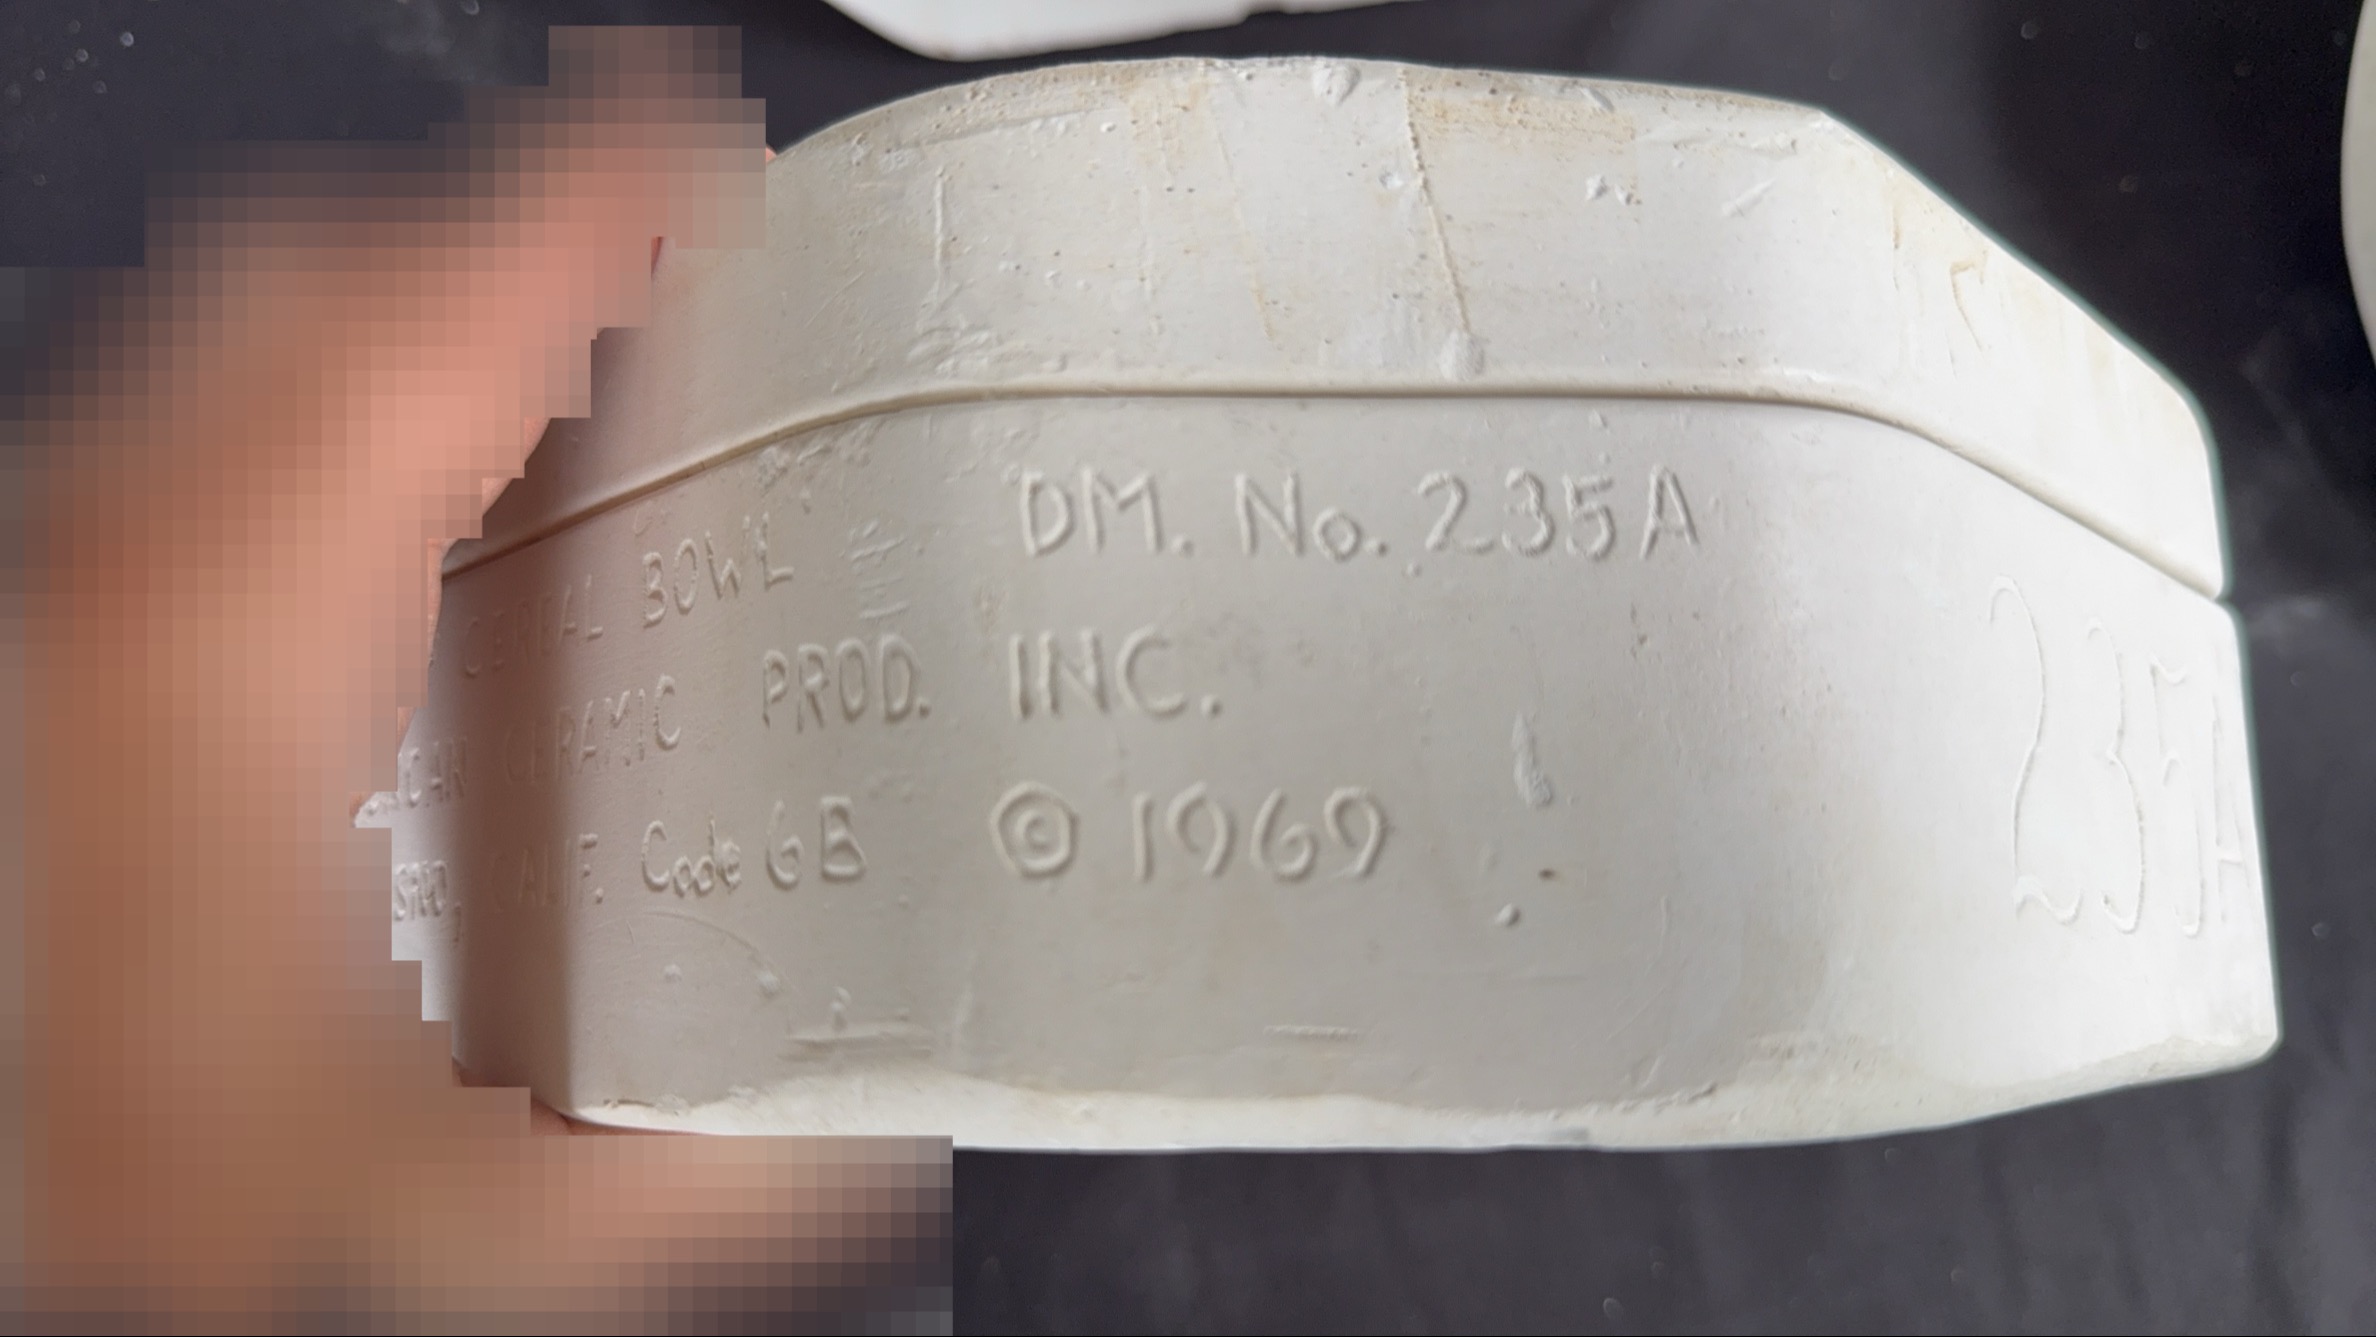 CEREAL BOWL DM. No. 235A
CERAMIC PROD. INC.
CALIF. Code 6B © 1969
235A